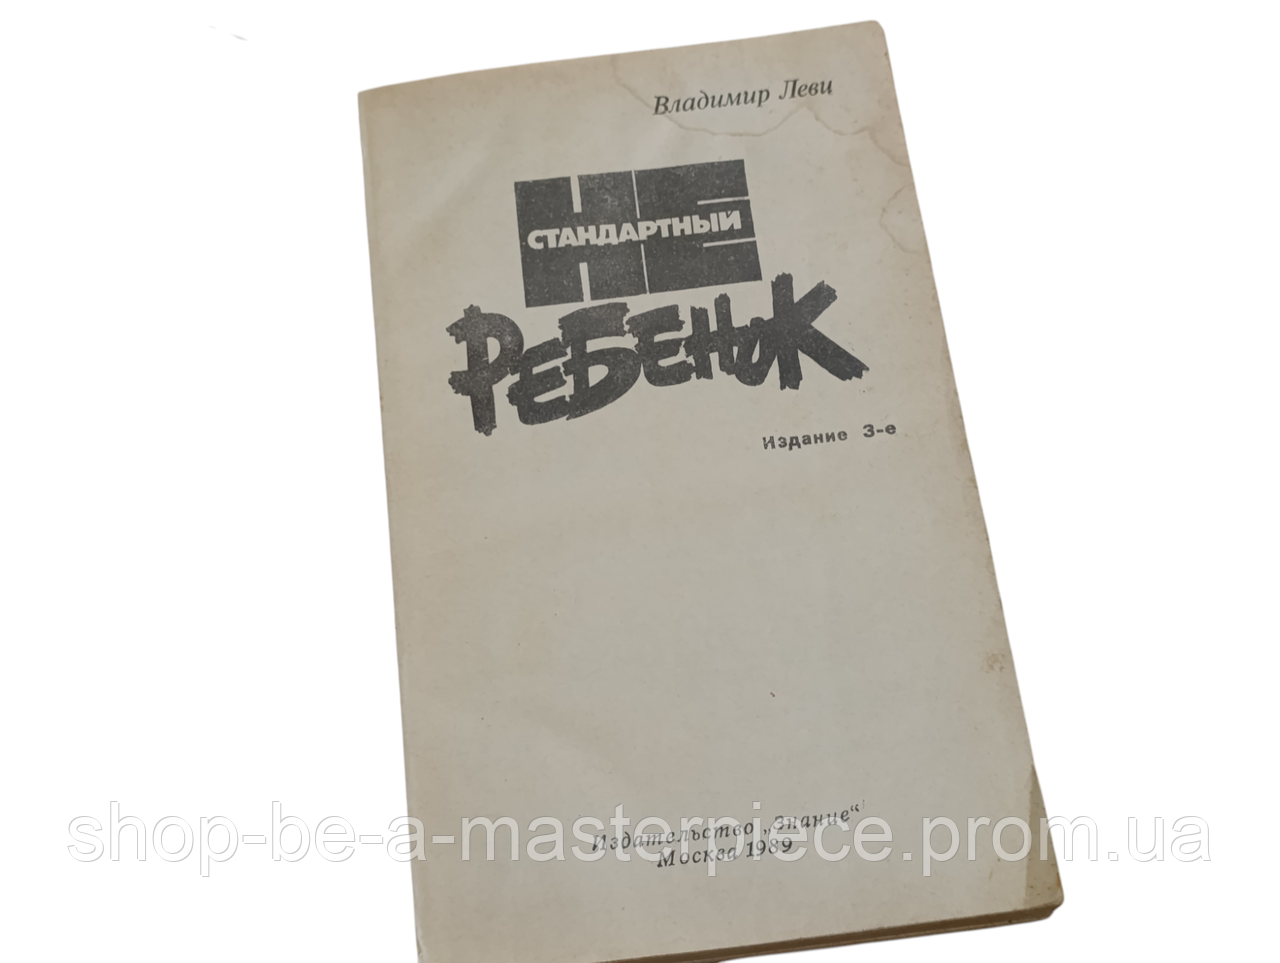 Владимир Леви
НЕ
СТАНДАРТНЫЙ
РЕБЕНОК
Издание 3-е
Издательство „Знание“
Москва 1989
shop-be-a-masterpiece.prom.ua